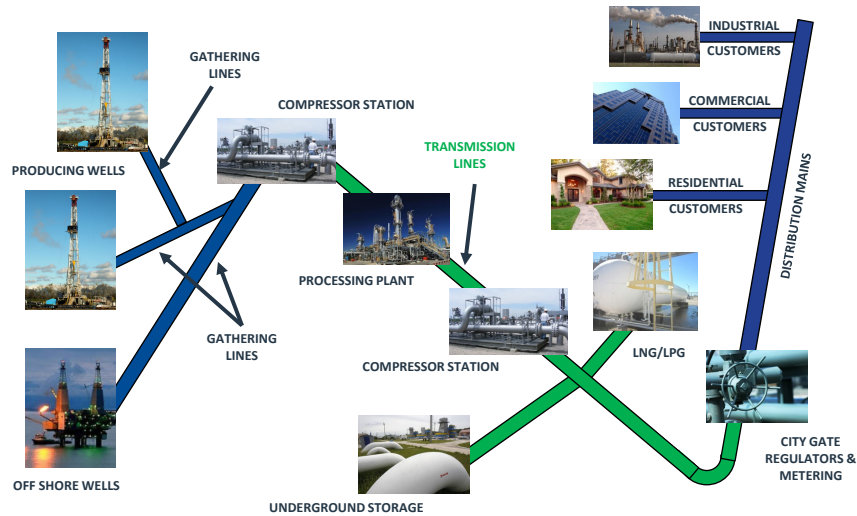 GATHERING
LINES
COMPRESSOR STATION
PRODUCING WELLS
TRANSMISSION
LINES
INDUSTRIAL
CUSTOMERS
COMMERCIAL
CUSTOMERS
RESIDENTIAL
CUSTOMERS
DISTRIBUTION MAINS
PROCESSING PLANT
GATHERING
LINES
COMPRESSOR STATION
LNG/LPG
OFF SHORE WELLS
UNDERGROUND STORAGE
CITY GATE
REGULATORS &
METERING